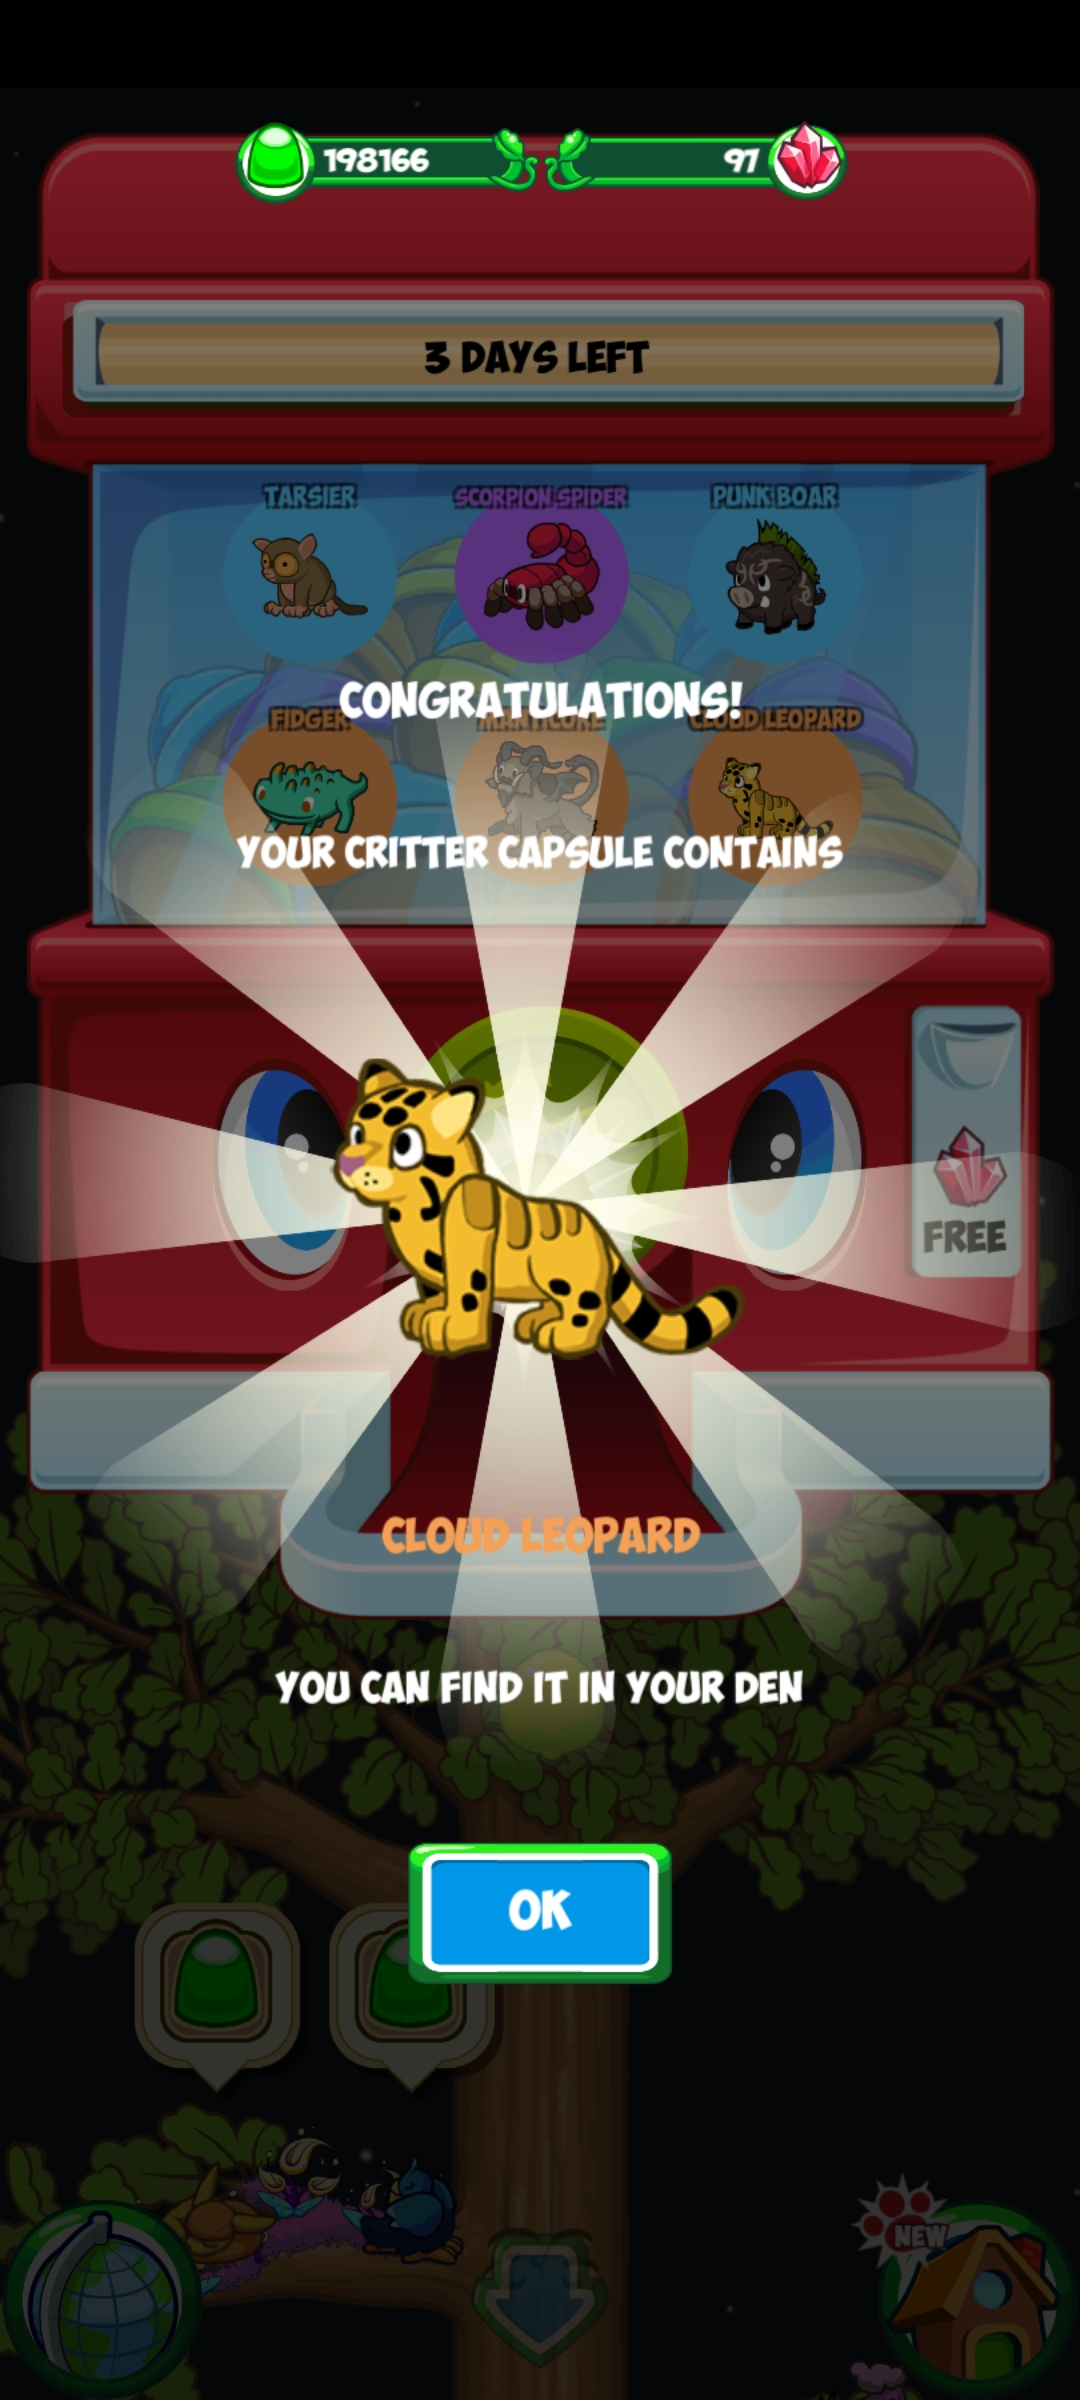 198166
97
3 DAYS LEFT
TARSIER
SCORPION SPIDER
PUNK BOAR
CONGRATULATIONS!
FIDGER
MANTICORE
CLOUD LEOPARD
YOUR CRITTER CAPSULE CONTAINS
FREE
CLOUD LEOPARD
YOU CAN FIND IT IN YOUR DEN
OK
NEW